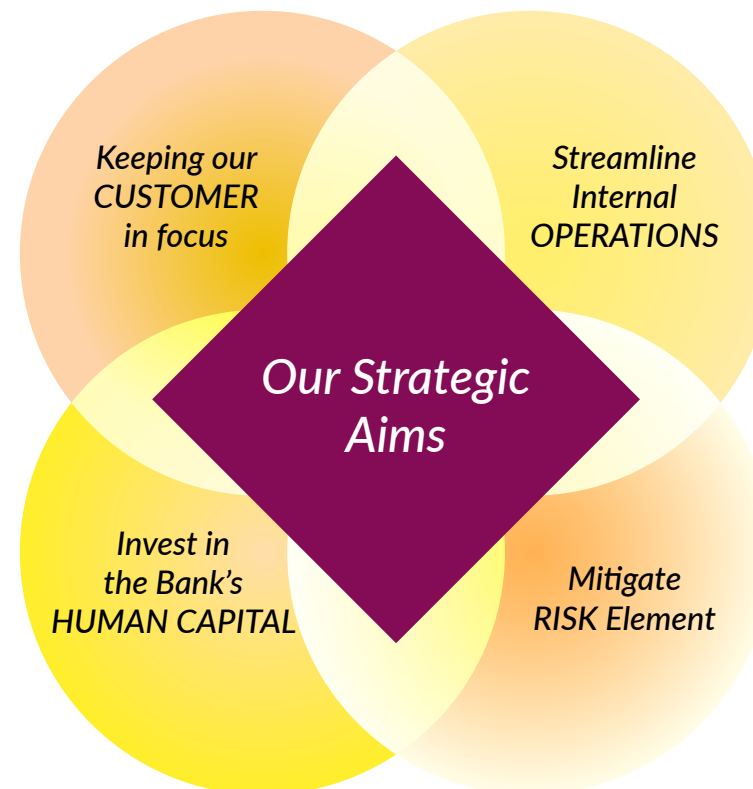 Keeping our
CUSTOMER
in focus
Streamline
Internal
OPERATIONS
Our Strategic
Aims
Invest in
the Bank’s
HUMAN CAPITAL
Mitigate
RISK Element